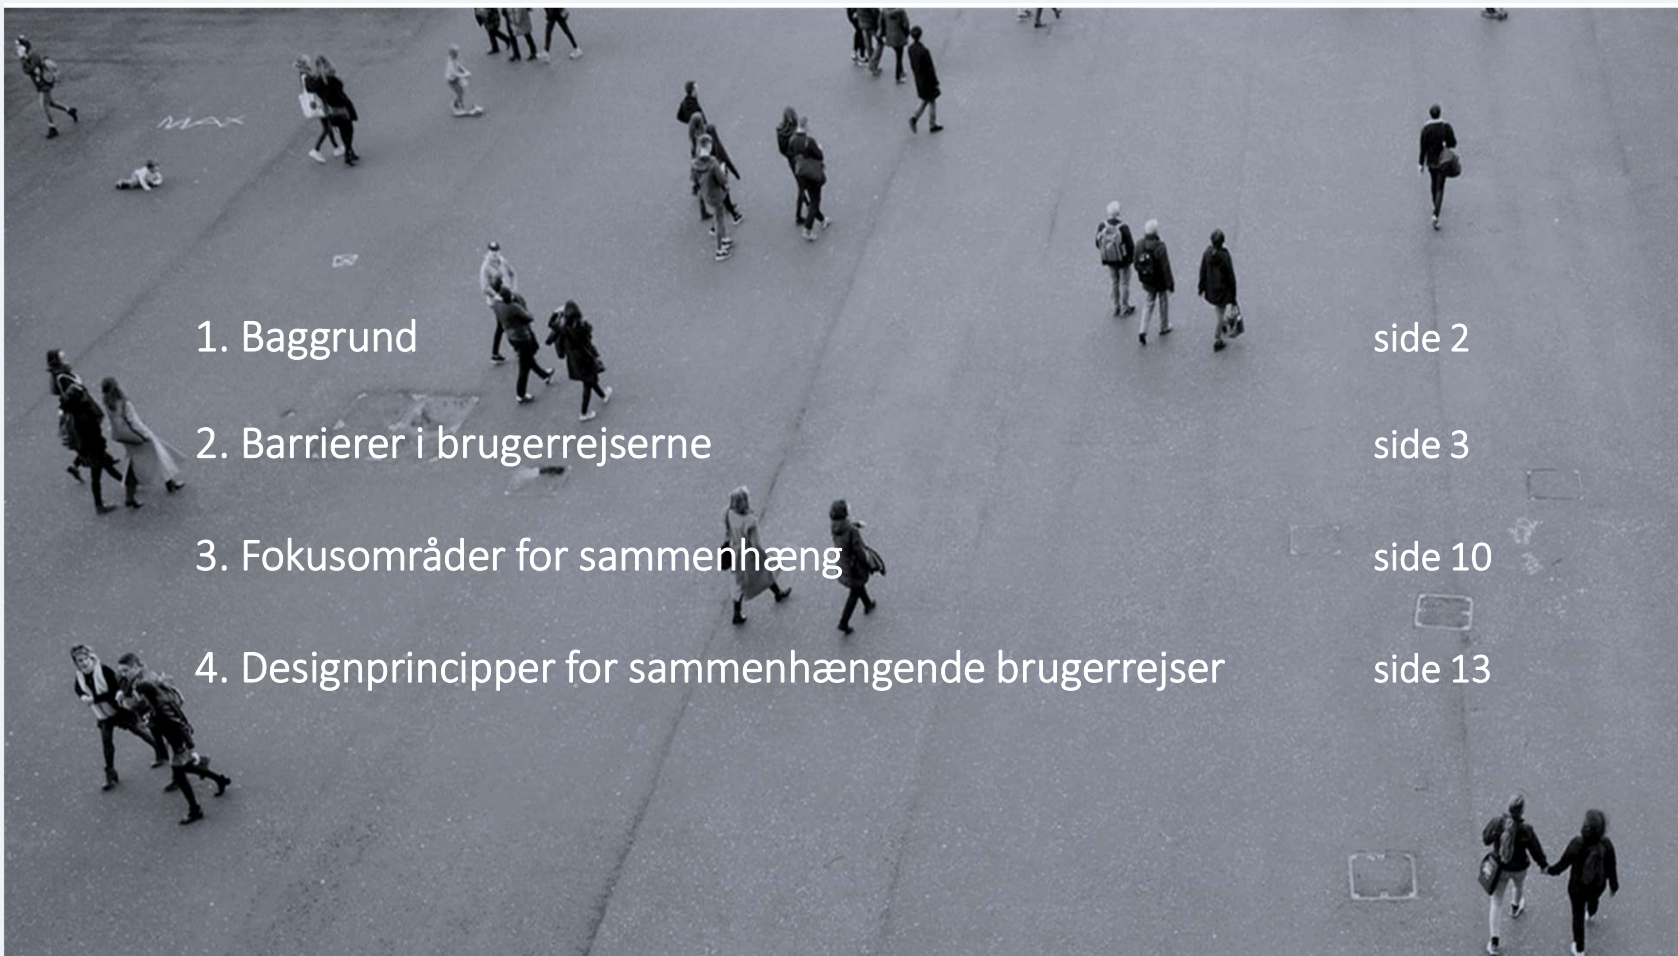 MAX
1. Baggrund side 2
2. Barrierer i brugerrejserne side 3
3. Fokusområder for sammenhæng side 10
4. Designprincipper for sammenhængende brugerrejser side 13